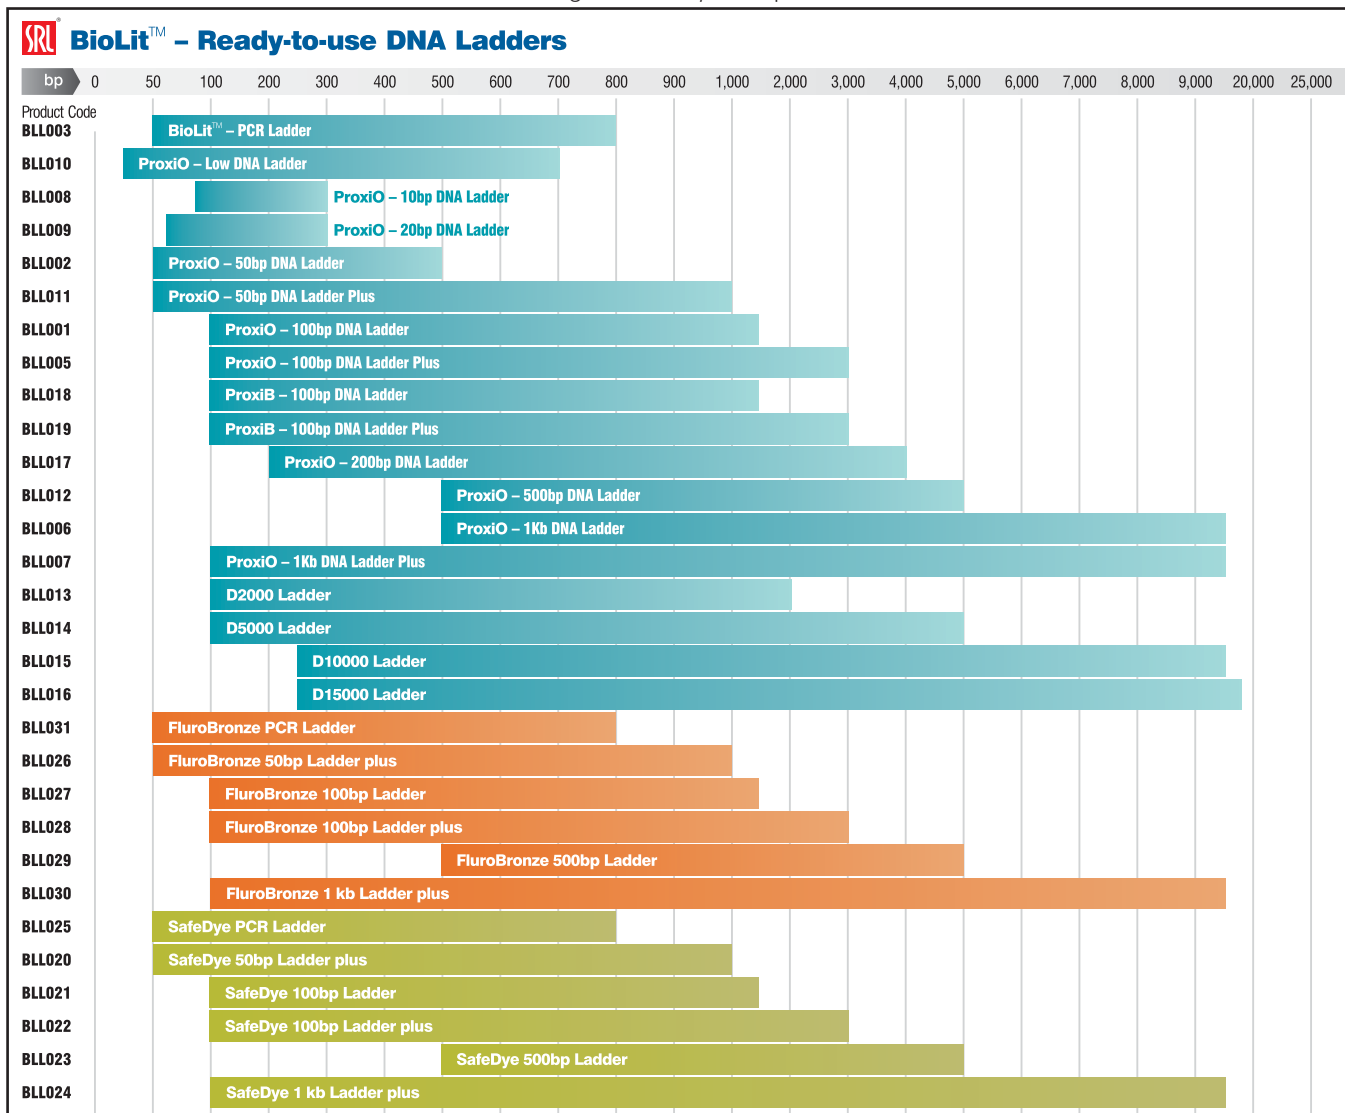 SRL®
BioLit™ – Ready-to-use DNA Ladders
bp 0 50 100 200 300 400 500 600 700 800 900 1,000 2,000 3,000 4,000 5,000 6,000 7,000 8,000 9,000 20,000 25,000
Product Code
BLL003 BioLit™ – PCR Ladder
BLL010 ProxiO – Low DNA Ladder
BLL008 ProxiO – 10bp DNA Ladder
BLL009 ProxiO – 20bp DNA Ladder
BLL002 ProxiO – 50bp DNA Ladder
BLL011 ProxiO – 50bp DNA Ladder Plus
BLL001 ProxiO – 100bp DNA Ladder
BLL005 ProxiO – 100bp DNA Ladder Plus
BLL018 ProxiB – 100bp DNA Ladder
BLL019 ProxiB – 100bp DNA Ladder Plus
BLL017 ProxiO – 200bp DNA Ladder
BLL012 ProxiO – 500bp DNA Ladder
BLL006 ProxiO – 1Kb DNA Ladder
BLL007 ProxiO – 1Kb DNA Ladder Plus
BLL013 D2000 Ladder
BLL014 D5000 Ladder
BLL015 D10000 Ladder
BLL016 D15000 Ladder
BLL031 FluroBronze PCR Ladder
BLL026 FluroBronze 50bp Ladder plus
BLL027 FluroBronze 100bp Ladder
BLL028 FluroBronze 100bp Ladder plus
BLL029 FluroBronze 500bp Ladder
BLL030 FluroBronze 1 kb Ladder plus
BLL025 SafeDye PCR Ladder
BLL020 SafeDye 50bp Ladder plus
BLL021 SafeDye 100bp Ladder
BLL022 SafeDye 100bp Ladder plus
BLL023 SafeDye 500bp Ladder
BLL024 SafeDye 1 kb Ladder plus